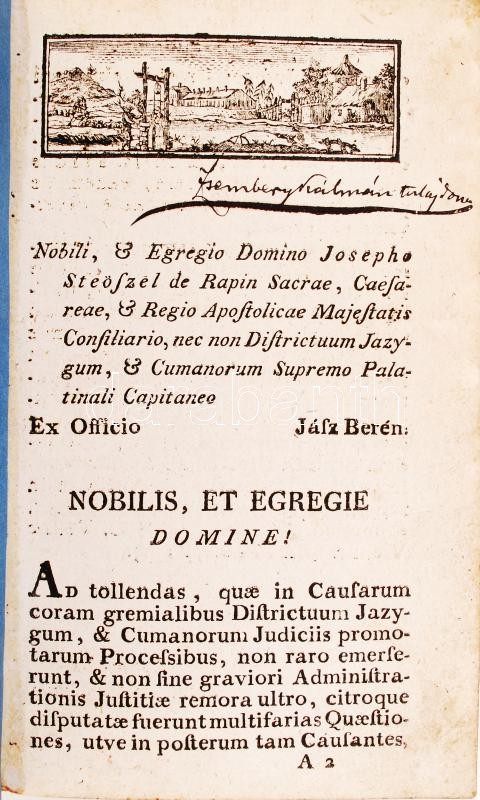 Zsembery Kálmán tulajdona
Nobili, & Egregio Domino Josepho
Steöſzel de Rapin Sacrae, Caeſa-
reae, & Regio Apoſtolicae Majeſtatis
Conſiliario, nec non Diſtrictuum Jazy-
gum, & Cumanorum Supremo Pala-
tinali Capitaneo
Ex Officio Jáſz Berén.
NOBILIS, ET EGREGIE
DOMINE!
AD tollendas, quæ in Cauſarum
coram gremialibus Diſtrictuum Jazy-
gum, & Cumanorum Judiciis promo-
tarum Proceſsibus, non raro emerſe-
runt, & non ſine graviori Adminiſtra-
tionis Juſtitiæ remora ultro, citroque
diſputatæ fuerunt multifarias Quæſtio-
nes, utve in poſterum tam Cauſantes,
A 2